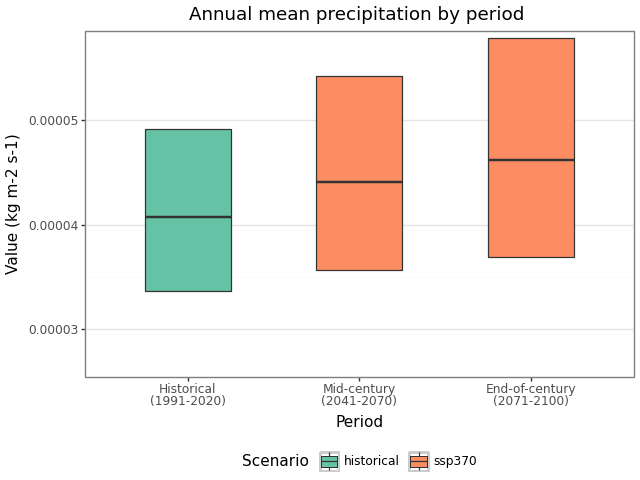 Annual mean precipitation by period
Value (kg m-2 s-1)
0.00005
0.00004
0.00003
Historical
(1991-2020)
Mid-century
(2041-2070)
End-of-century
(2071-2100)
Period
Scenario
historical
ssp370